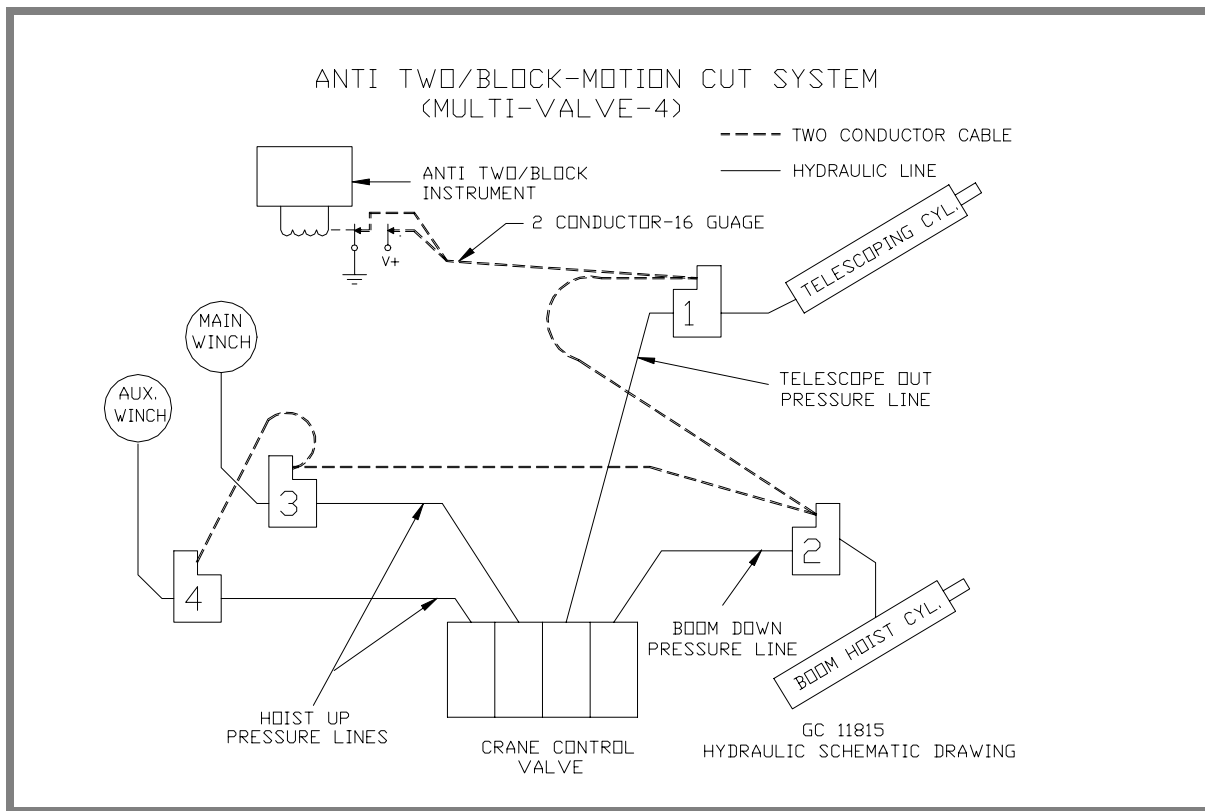 ANTI TWO/BLOCK-MOTION CUT SYSTEM
(MULTI-VALVE-4)
TWO CONDUCTOR CABLE
HYDRAULIC LINE
ANTI TWO/BLOCK
INSTRUMENT
2 CONDUCTOR-16 GUAGE
V+
TELESCOPING CYL.
1
MAIN
WINCH
AUX.
WINCH
TELESCOPE OUT
PRESSURE LINE
3
2
4
BOOM DOWN
PRESSURE LINE
BOOM HOIST CYL.
HOIST UP
PRESSURE LINES
CRANE CONTROL
VALVE
GC 11815
HYDRAULIC SCHEMATIC DRAWING